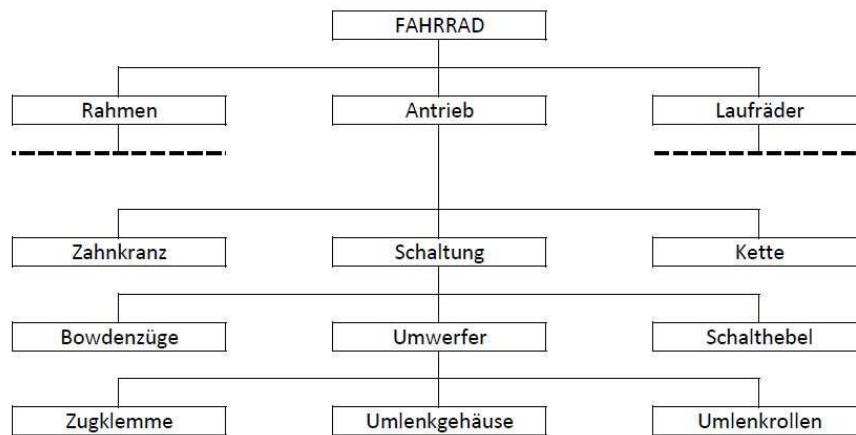 FAHRRAD
Rahmen Antrieb Laufräder
Zahnkranz Schaltung Kette
Bowdenzüge Umwerfer Schalthebel
Zugklemme Umlenkgehäuse Umlenkrollen